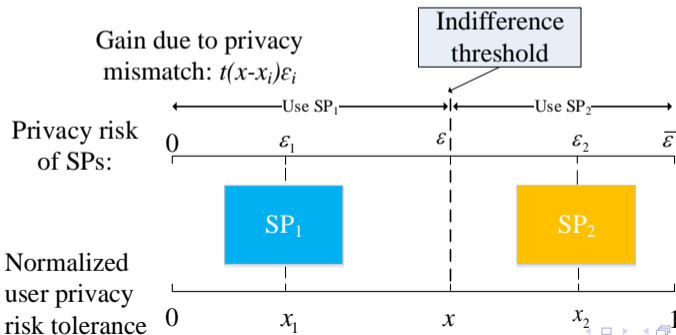 Gain due to privacy
mismatch: t(x-xᵢ)εᵢ
Indifference
threshold
Use SP₁
Use SP₂
Privacy risk
of SPs:
0 ε₁ ε ε₂ ε̅
SP₁
SP₂
Normalized
user privacy
risk tolerance
0 x₁ x x₂ 1